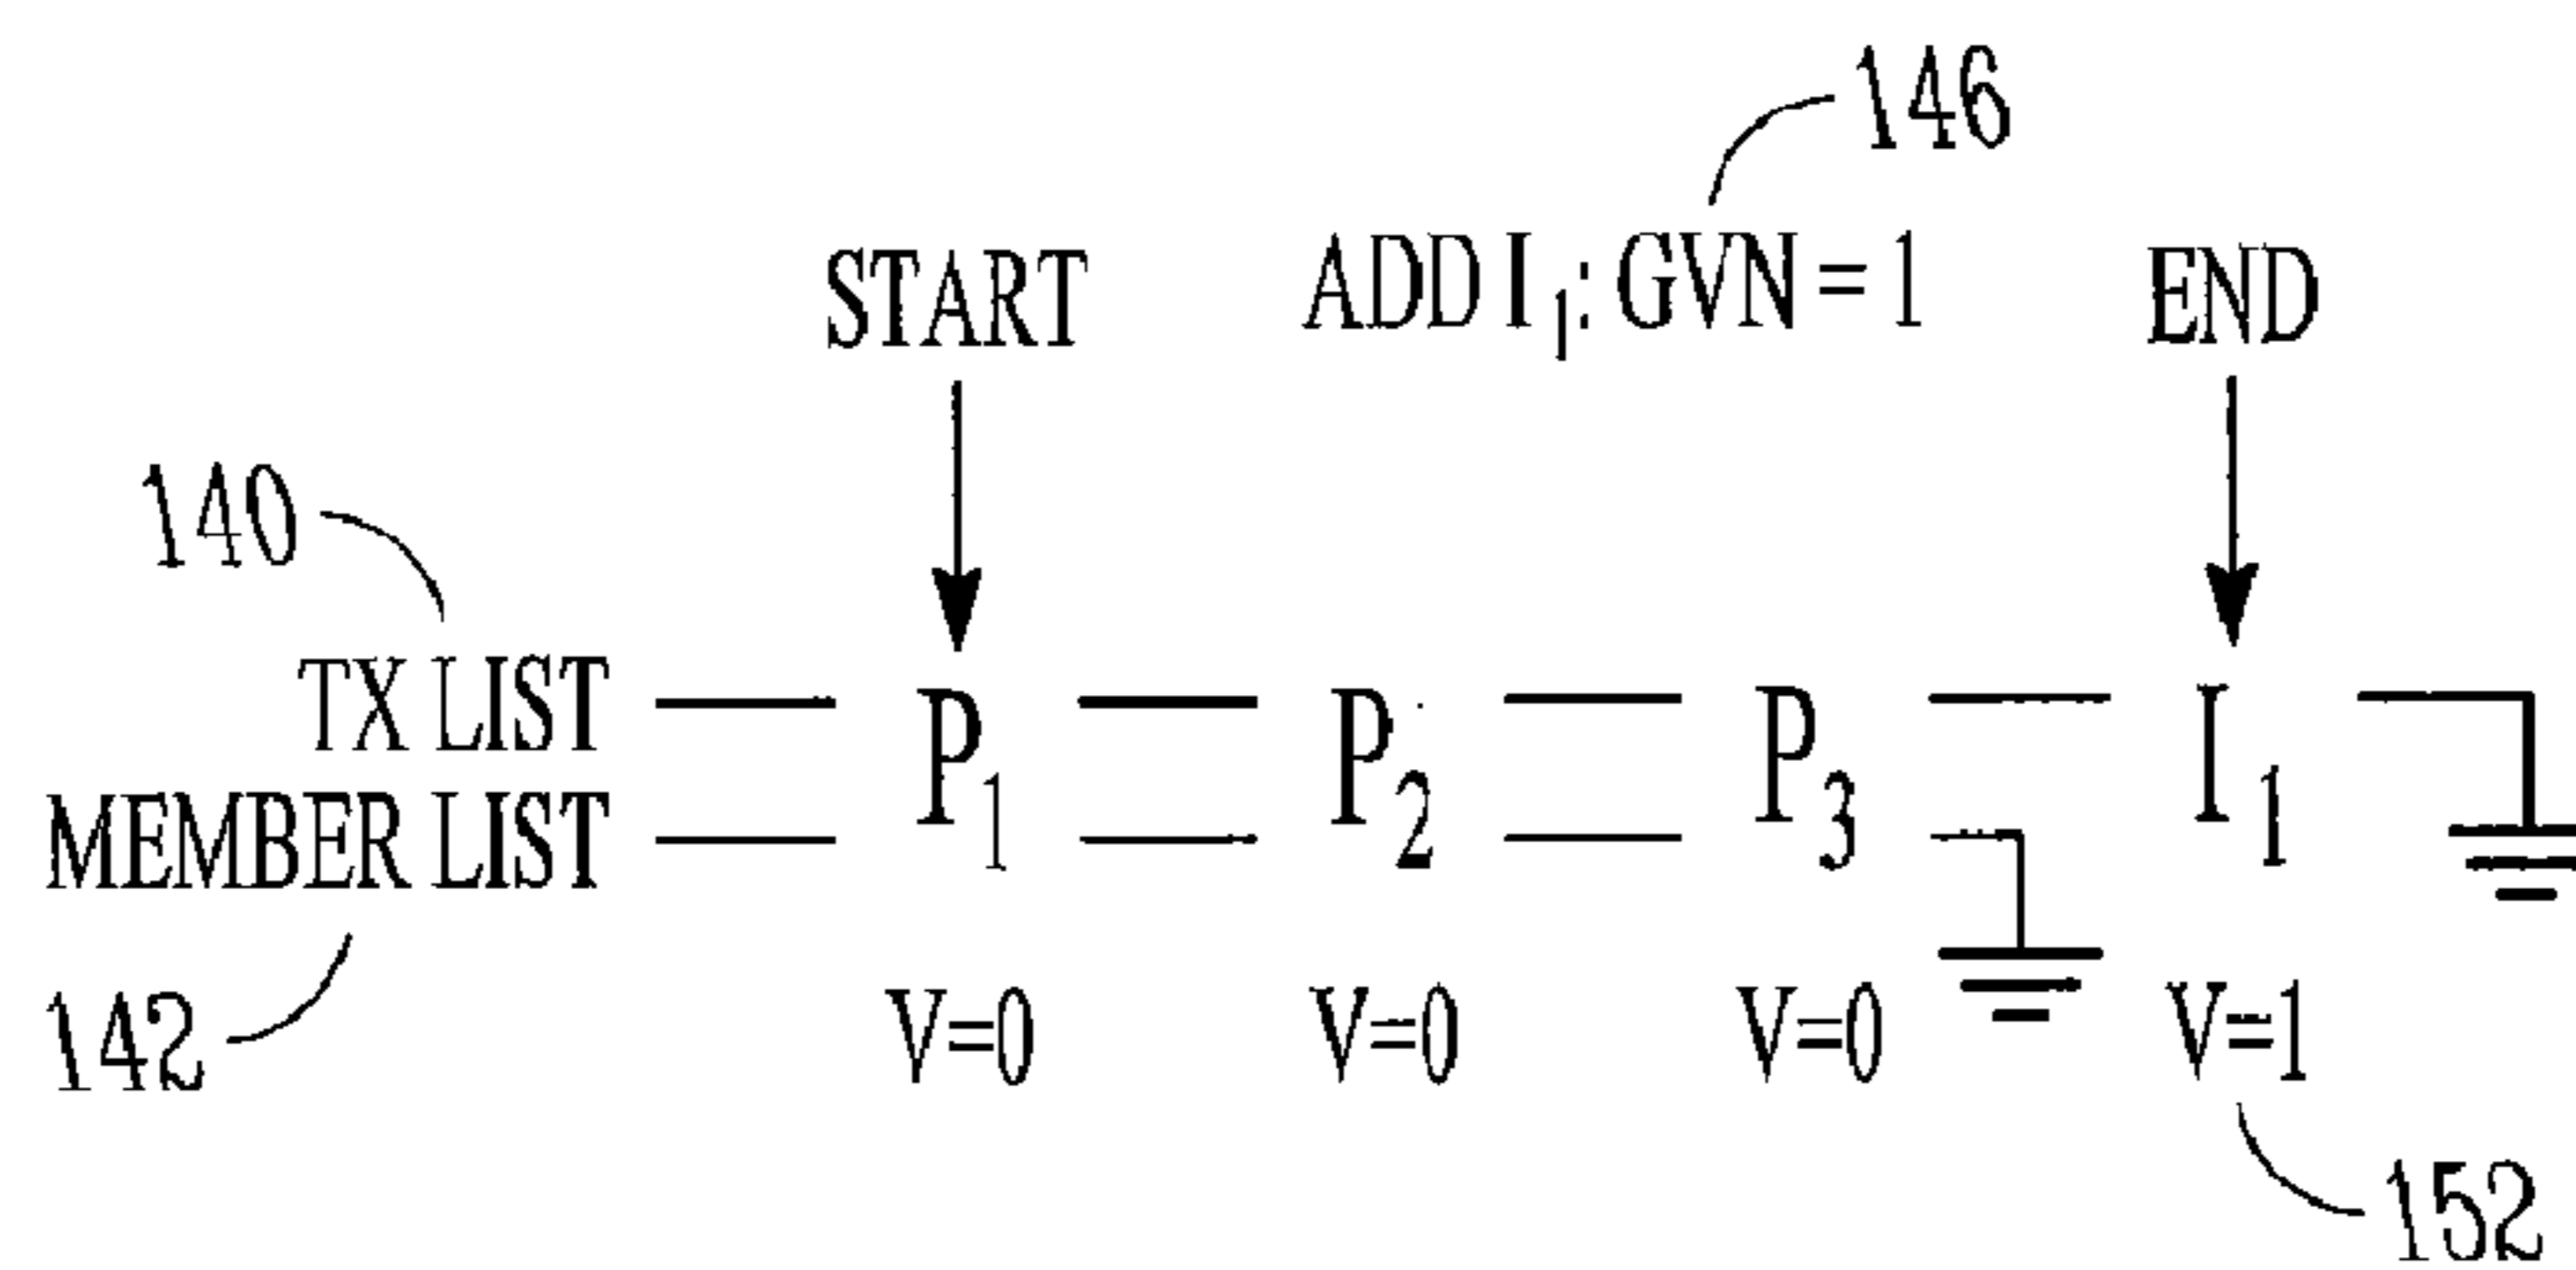 146
START ADD I1: GVN = 1 END
140
TX LIST P1 P2 P3 I1
MEMBER LIST
142 V=0 V=0 V=0 V=1
152